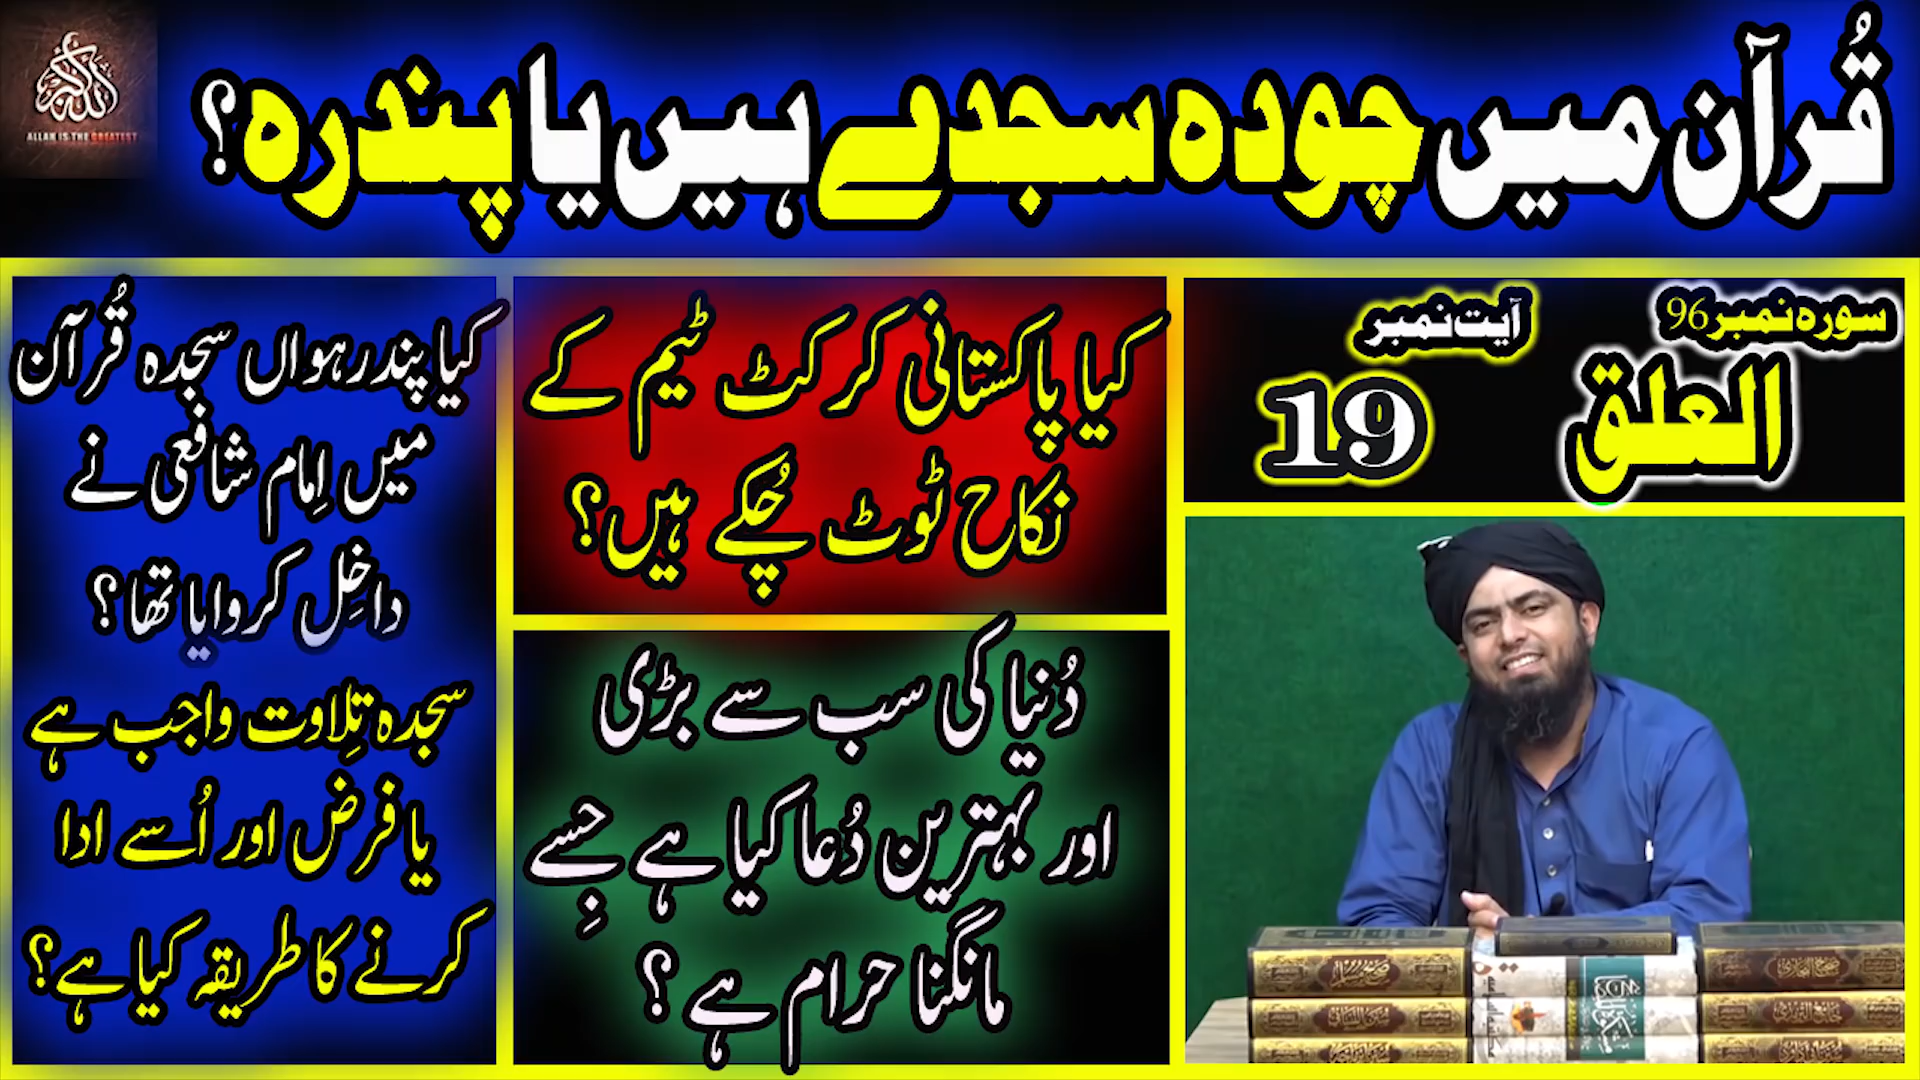 قُرآن میں چودہ سجدے ہیں یا پندرہ؟
اللہ اکبر
ALLAH IS THE GREATEST
سورہ نمبر 96
العلق
آیت نمبر
19
کیا پاکستانی کرکٹ ٹیم کے
نکاح ٹوٹ چُکے ہیں؟
دُنیا کی سب سے بڑی
اور بہترین دُعا کیا ہے جِسے
مانگنا حرام ہے؟
کیا پندرہواں سجدہ قُرآن
میں اِمام شافعی نے
داخِل کروایا تھا؟
سجدہ تِلاوت واجب ہے
یا فرض اور اُسے ادا
کرنے کا طریقہ کیا ہے؟